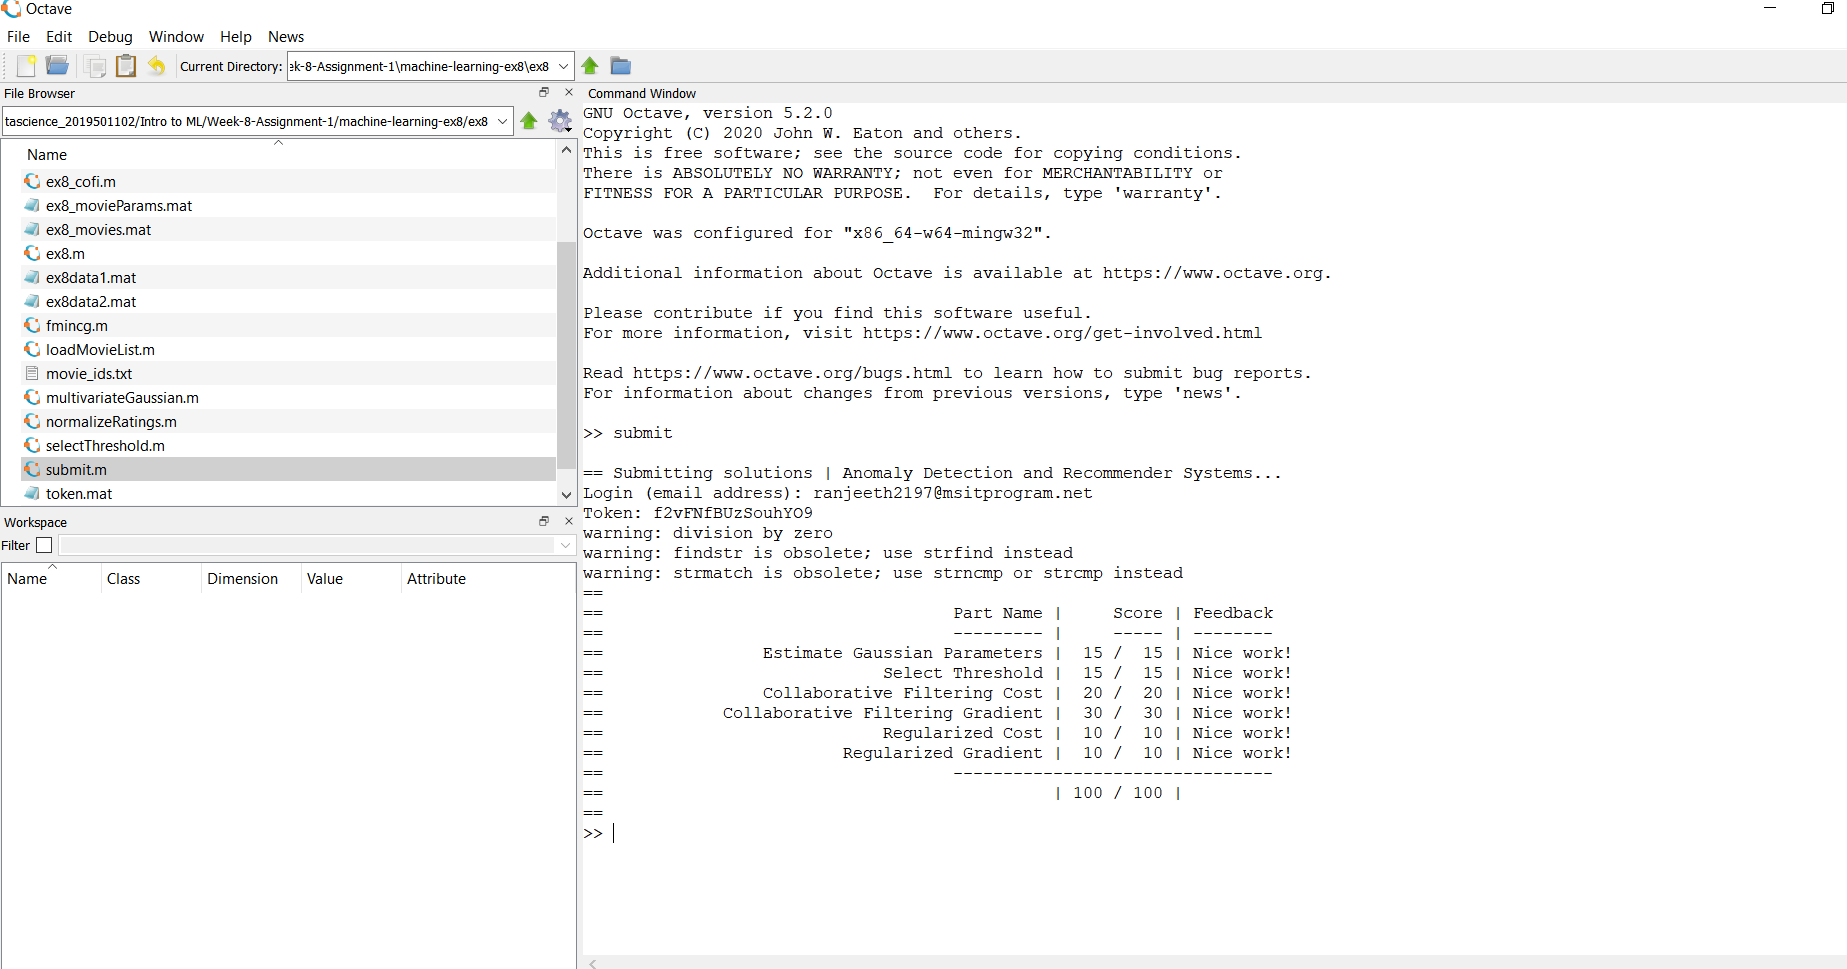 Octave
File Edit Debug Window Help News
Current Directory: ek-8-Assignment-1\machine-learning-ex8\ex8
File Browser
tascience_2019501102/Intro to ML/Week-8-Assignment-1/machine-learning-ex8/ex8
Name
ex8_cofi.m
ex8_movieParams.mat
ex8_movies.mat
ex8.m
ex8data1.mat
ex8data2.mat
fmincg.m
loadMovieList.m
movie_ids.txt
multivariateGaussian.m
normalizeRatings.m
selectThreshold.m
submit.m
token.mat
Workspace
Filter
Name Class Dimension Value Attribute
Command Window
GNU Octave, version 5.2.0
Copyright (C) 2020 John W. Eaton and others.
This is free software; see the source code for copying conditions.
There is ABSOLUTELY NO WARRANTY; not even for MERCHANTABILITY or
FITNESS FOR A PARTICULAR PURPOSE.  For details, type 'warranty'.
Octave was configured for "x86_64-w64-mingw32".
Additional information about Octave is available at https://www.octave.org.
Please contribute if you find this software useful.
For more information, visit https://www.octave.org/get-involved.html
Read https://www.octave.org/bugs.html to learn how to submit bug reports.
For information about changes from previous versions, type 'news'.
>> submit
== Submitting solutions | Anomaly Detection and Recommender Systems...
Login (email address): ranjeeth2197@msitprogram.net
Token: f2vFNfBUzSouhYO9
warning: division by zero
warning: findstr is obsolete; use strfind instead
warning: strmatch is obsolete; use strncmp or strcmp instead
==
== Part Name | Score | Feedback
== --------- | ----- | --------
== Estimate Gaussian Parameters | 15 / 15 | Nice work!
== Select Threshold | 15 / 15 | Nice work!
== Collaborative Filtering Cost | 20 / 20 | Nice work!
== Collaborative Filtering Gradient | 30 / 30 | Nice work!
== Regularized Cost | 10 / 10 | Nice work!
== Regularized Gradient | 10 / 10 | Nice work!
== --------------------------------
== | 100 / 100 |
==
>>